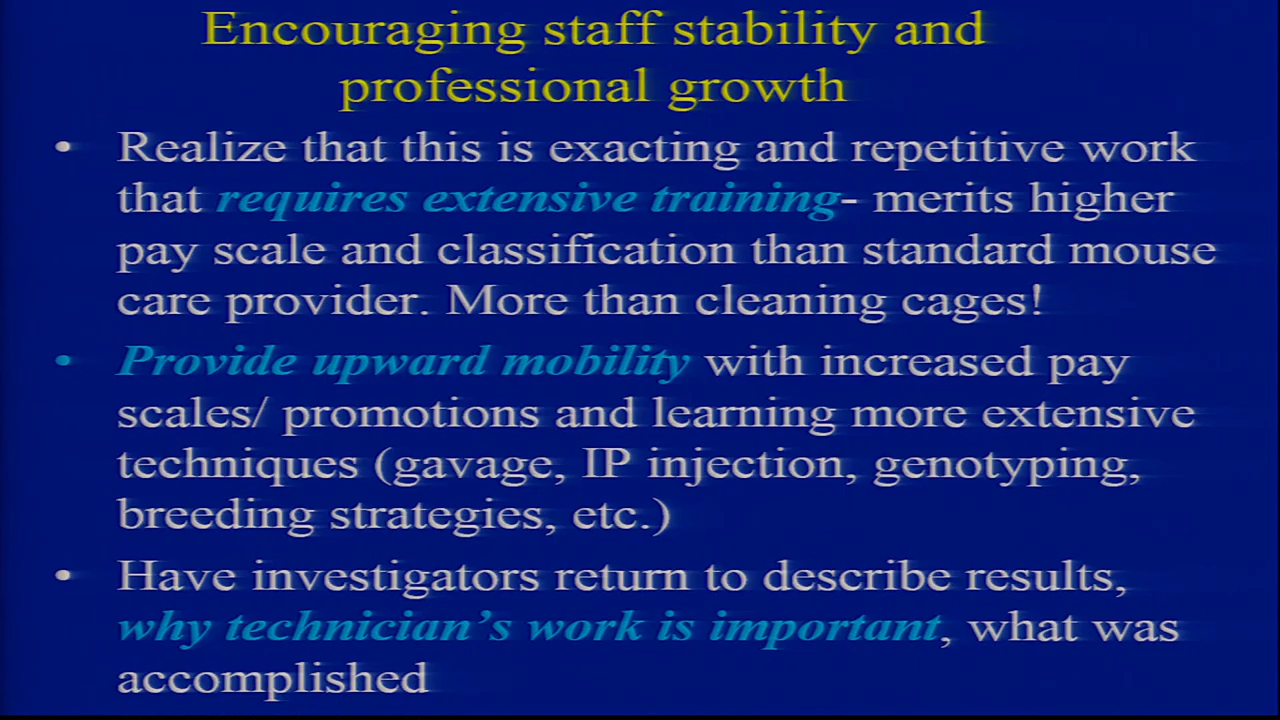 Encouraging staff stability and
professional growth
• Realize that this is exacting and repetitive work
that requires extensive training- merits higher
pay scale and classification than standard mouse
care provider. More than cleaning cages!
• Provide upward mobility with increased pay
scales/ promotions and learning more extensive
techniques (gavage, IP injection, genotyping,
breeding strategies, etc.)
• Have investigators return to describe results,
why technician’s work is important, what was
accomplished